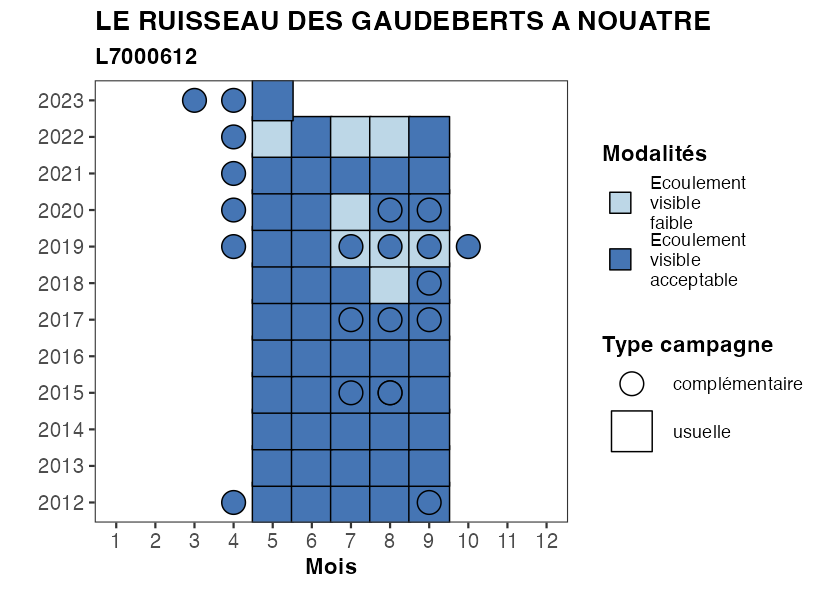 LE RUISSEAU DES GAUDEBERTS A NOUATRE
L7000612
2023
2022
2021
2020
2019
2018
2017
2016
2015
2014
2013
2012
1 2 3 4 5 6 7 8 9 10 11 12
Mois
Modalités
Ecoulement
visible
faible
Ecoulement
visible
acceptable
Type campagne
complémentaire
usuelle